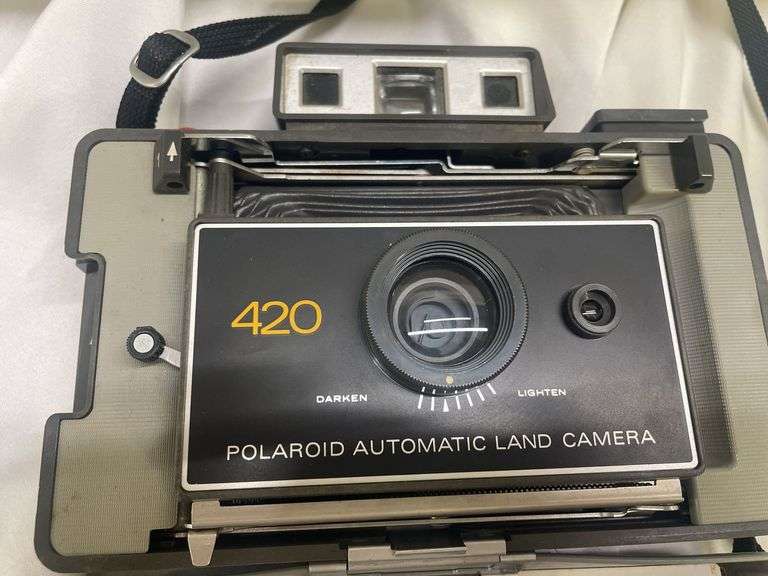 420
DARKEN LIGHTEN
POLAROID AUTOMATIC LAND CAMERA